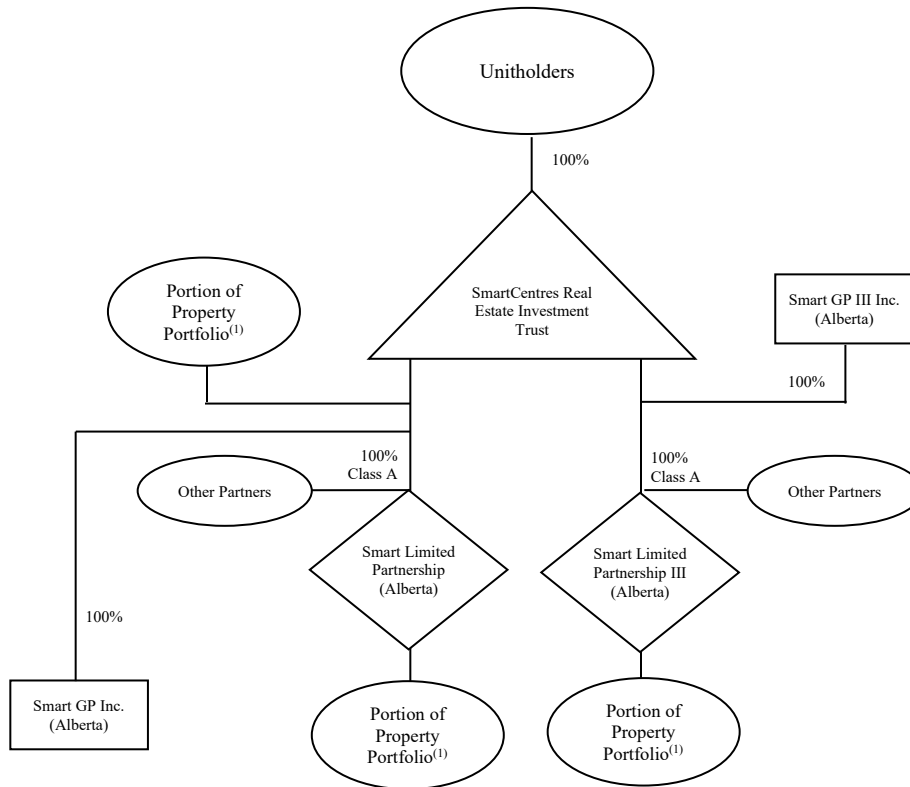 Unitholders
100%
SmartCentres Real
Estate Investment
Trust
Portion of
Property
Portfolio(1)
Smart GP III Inc.
(Alberta)
100%
100%
Class A
Other Partners
100%
Class A
Other Partners
Smart Limited
Partnership
(Alberta)
Smart Limited
Partnership III
(Alberta)
100%
Smart GP Inc.
(Alberta)
Portion of
Property
Portfolio(1)
Portion of
Property
Portfolio(1)